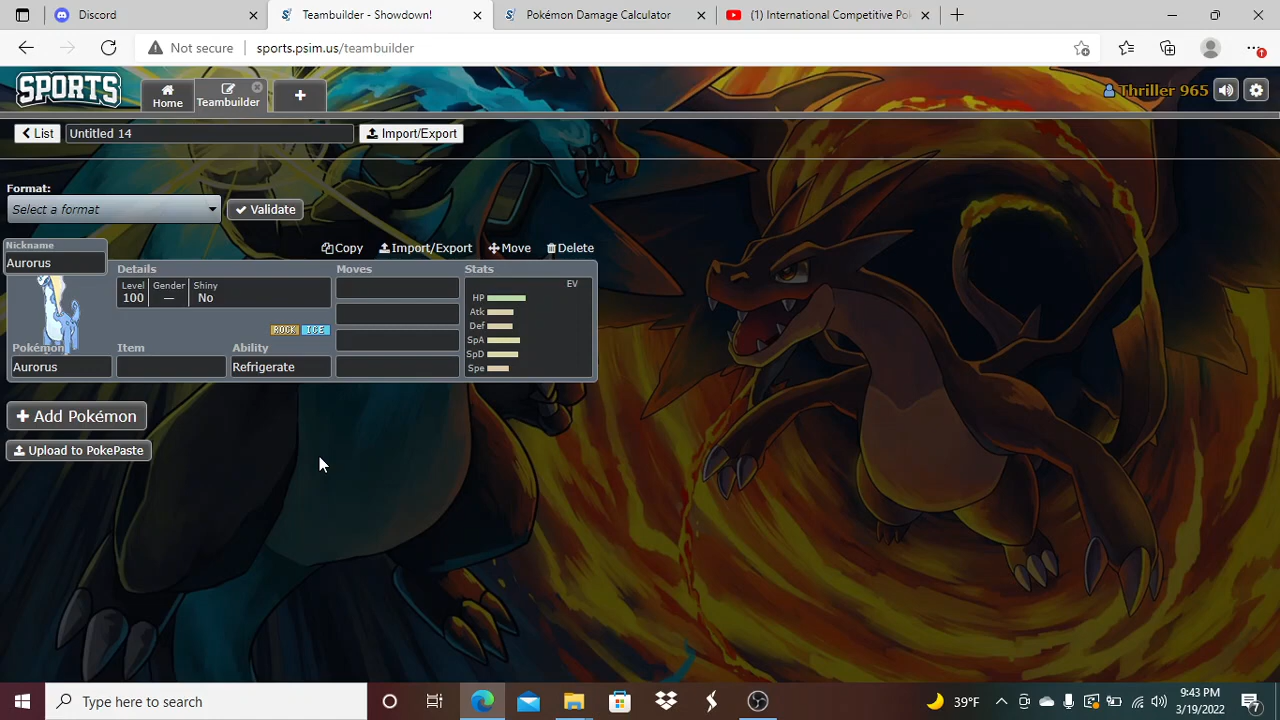 Discord
Teambuilder - Showdown!
Pokémon Damage Calculator
(1) International Competitive Pok
Not secure
sports.psim.us/teambuilder
SPORTS
Home
Teambuilder
Thriller 965
List
Untitled 14
Import/Export
Format:
Select a format
Validate
Nickname
Aurorus
Copy
Import/Export
Move
Delete
Details
Moves
Stats
Level
Gender
Shiny
100
—
No
EV
HP
Atk
Def
SpA
SpD
Spe
ROCK ICE
Pokémon
Item
Ability
Aurorus
Refrigerate
Add Pokémon
Upload to PokePaste
Type here to search
39°F
9:43 PM
3/19/2022
7